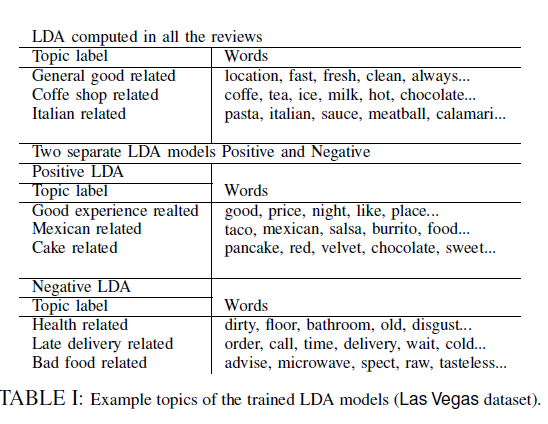 LDA computed in all the reviews
Topic label Words
General good related location, fast, fresh, clean, always...
Coffe shop related coffe, tea, ice, milk, hot, chocolate...
Italian related pasta, italian, sauce, meatball, calamari...
Two separate LDA models Positive and Negative
Positive LDA
Topic label Words
Good experience realted good, price, night, like, place...
Mexican related taco, mexican, salsa, burrito, food...
Cake related pancake, red, velvet, chocolate, sweet...
Negative LDA
Topic label Words
Health related dirty, floor, bathroom, old, disgust...
Late delivery related order, call, time, delivery, wait, cold...
Bad food related advise, microwave, spect, raw, tasteless...
TABLE I: Example topics of the trained LDA models (Las Vegas dataset).